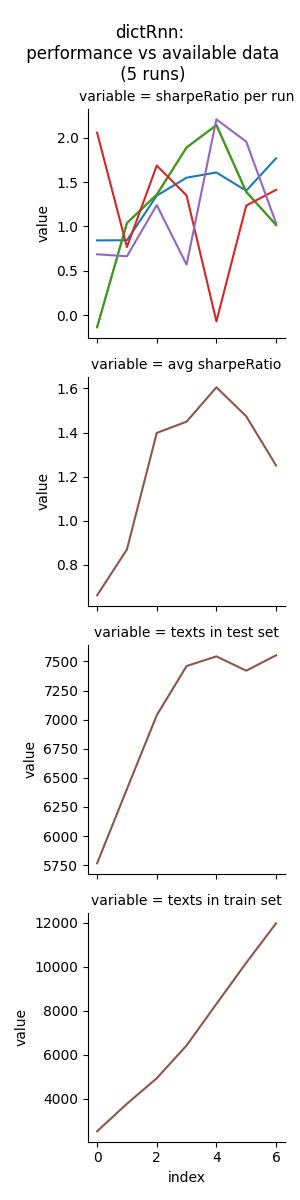 dictRnn:
performance vs available data
(5 runs)
variable = sharpeRatio per run
2.0
1.5
1.0
0.5
0.0
value
variable = avg sharpeRatio
1.6
1.4
1.2
1.0
0.8
value
variable = texts in test set
7500
7250
7000
6750
6500
6250
6000
5750
value
variable = texts in train set
12000
10000
8000
6000
4000
value
0 2 4 6
index